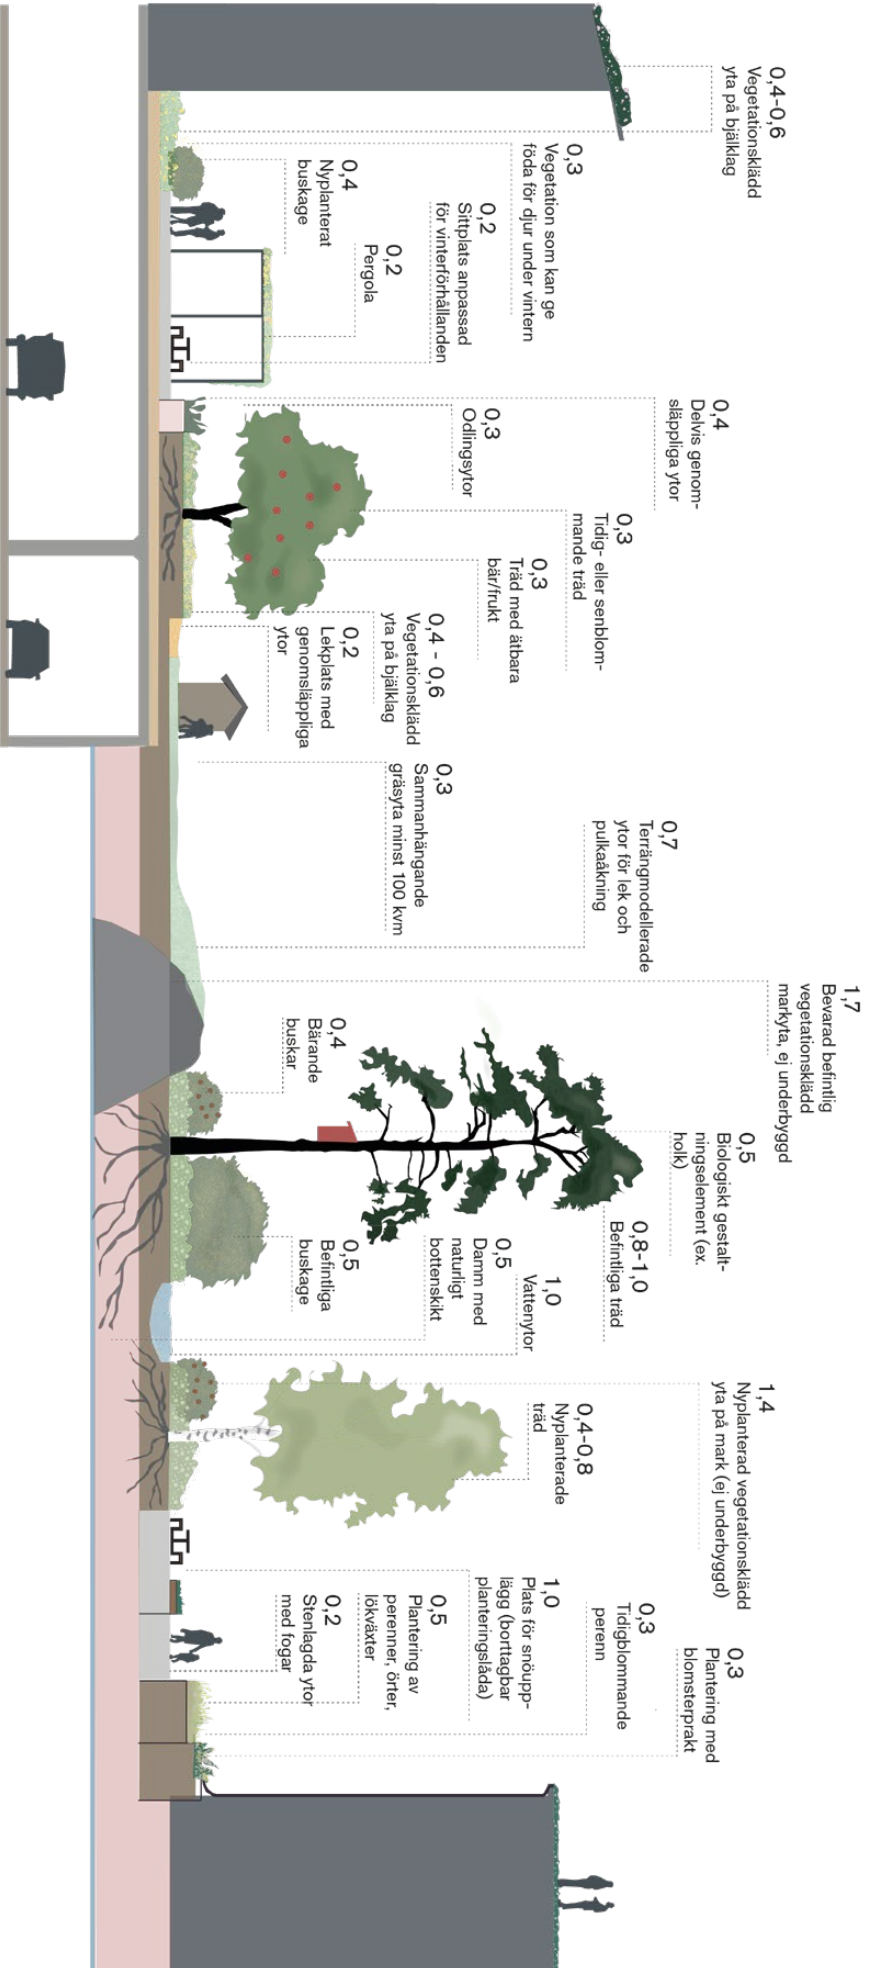 0,4-0,6
Vegetationsklädd
yta på bjälklag
0,3
Vegetation som kan ge
föda för djur under vintern
0,2
Sittplats anpassad
för vinterförhållanden
0,2
Pergola
0,4
Nyplanterat
buskage
0,4
Delvis genom-
släppliga ytor
0,3
Tidig- eller senblom-
mande träd
0,3
Träd med ätbara
bär/frukt
0,3
Odlingsytor
0,4 - 0,6
Vegetationsklädd
yta på bjälklag
0,2
Lekplats med
genomsläppliga
ytor
0,3
Sammanhängande
gräsyta minst 100 kvm
0,7
Terrängmodellerade
ytor för lek och
pulkaåkning
1,7
Bevarad befintlig
vegetationsklädd
markyta, ej underbyggd
0,4
Bärande
buskar
0,5
Biologiskt gestalt-
ningselement (ex.
holk)
0,8-1,0
Befintliga träd
1,0
Vattenytor
0,5
Damm med
naturligt
bottenskikt
0,5
Befintliga
buskage
1,4
Nyplanterad vegetationsklädd
yta på mark (ej underbyggd)
0,4-0,8
Nyplanterade
träd
1,0
Plats för snöupp-
lägg (borttagbar
planteringslåda)
0,3
Tidigblommande
perenn
0,3
Plantering med
blomsterprakt
0,5
Plantering av
perenner, örter,
lökväxter
0,2
Stenlagda ytor
med fogar